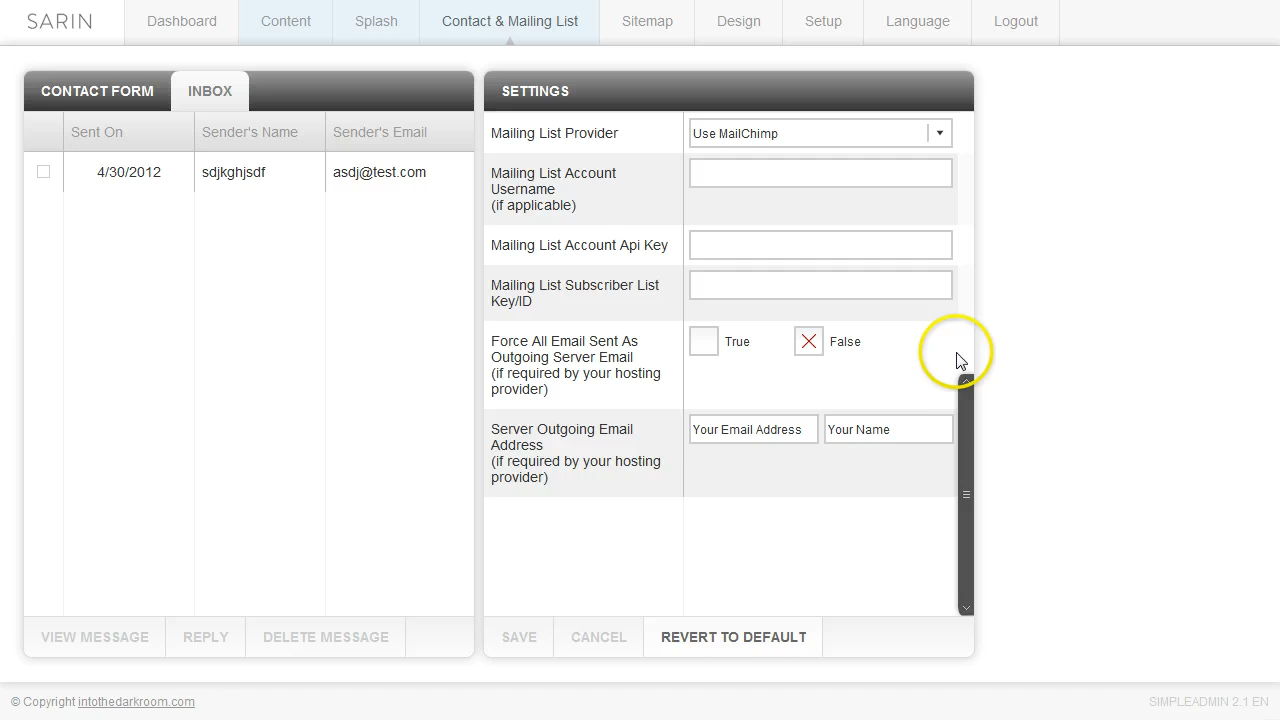 SARIN
Dashboard
Content
Splash
Contact & Mailing List
Sitemap
Design
Setup
Language
Logout
CONTACT FORM
INBOX
Sent On
Sender's Name
Sender's Email
4/30/2012
sdjkghjsdf
asdj@test.com
VIEW MESSAGE
REPLY
DELETE MESSAGE
SETTINGS
Mailing List Provider
Use MailChimp
Mailing List Account
Username
(if applicable)
Mailing List Account Api Key
Mailing List Subscriber List
Key/ID
Force All Email Sent As
Outgoing Server Email
(if required by your hosting
provider)
True
False
Server Outgoing Email
Address
(if required by your hosting
provider)
Your Email Address
Your Name
SAVE
CANCEL
REVERT TO DEFAULT
© Copyright intothedarkroom.com
SIMPLEADMIN 2.1 EN